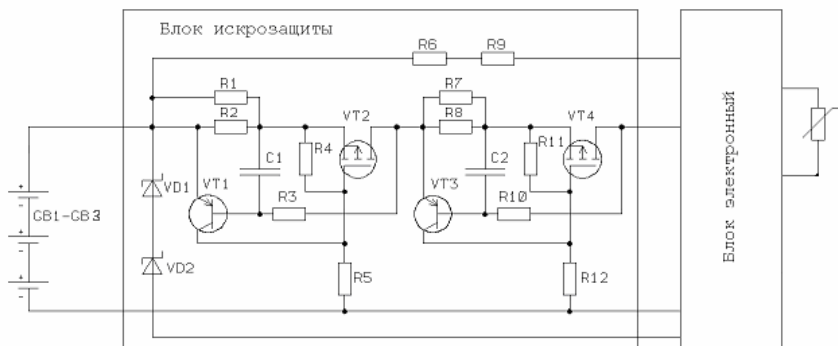 Блок искрозащиты
R6 R9
R1 R7
R2 VT2 R8 VT4
R4 R11
C1 C2
VD1 VT1 R3 VT3 R10
GB1-GB3
VD2 R5 R12
Блок электронный